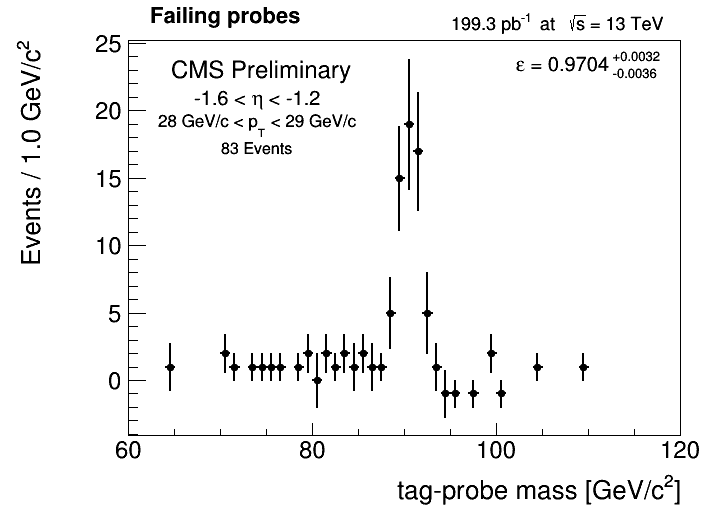 Failing probes
199.3 pb⁻¹ at √s = 13 TeV
CMS Preliminary
-1.6 < η < -1.2
28 GeV/c < p_T < 29 GeV/c
83 Events
ε = 0.9704 +0.0032 -0.0036
Events / 1.0 GeV/c²
25
20
15
10
5
0
60 80 100 120
tag-probe mass [GeV/c²]